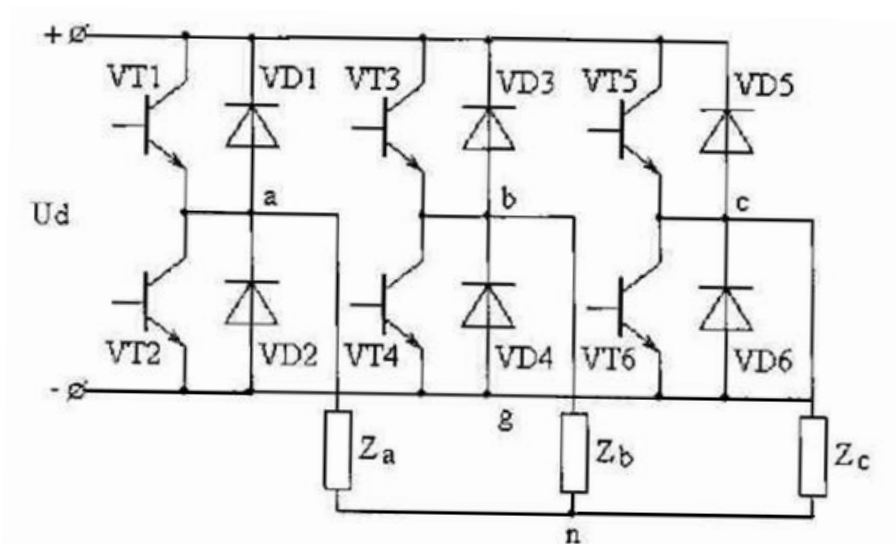 +ø
VT1 VD1 VT3 VD3 VT5 VD5
a b c
Ud
VT2 VD2 VT4 VD4 VT6 VD6
-ø
g
Za Zb Zc
n